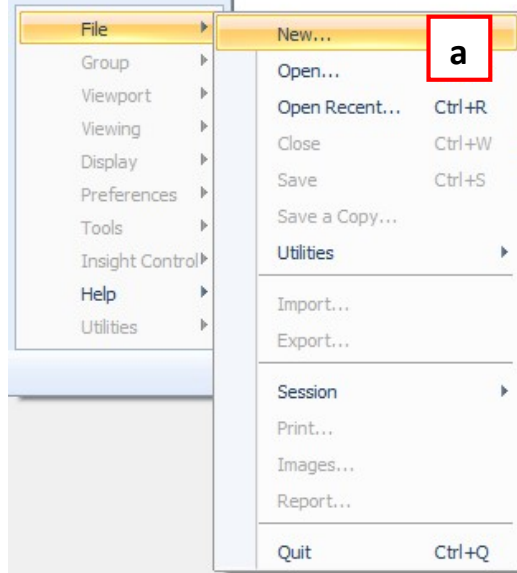 File
Group
Viewport
Viewing
Display
Preferences
Tools
Insight Control
Help
Utilities
New...
a
Open...
Open Recent... Ctrl+R
Close Ctrl+W
Save Ctrl+S
Save a Copy...
Utilities
Import...
Export...
Session
Print...
Images...
Report...
Quit Ctrl+Q